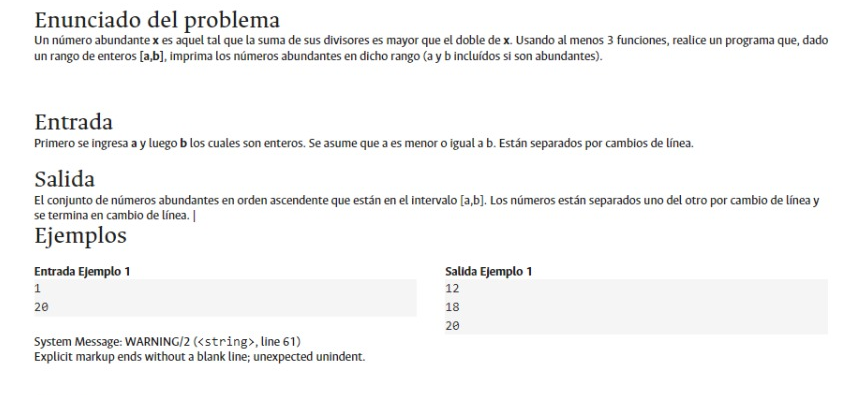 Enunciado del problema
Un número abundante x es aquel tal que la suma de sus divisores es mayor que el doble de x. Usando al menos 3 funciones, realice un programa que, dado
un rango de enteros [a,b], imprima los números abundantes en dicho rango (a y b incluídos si son abundantes).
Entrada
Primero se ingresa a y luego b los cuales son enteros. Se asume que a es menor o igual a b. Están separados por cambios de línea.
Salida
El conjunto de números abundantes en orden ascendente que están en el intervalo [a,b]. Los números están separados uno del otro por cambio de línea y
se termina en cambio de línea. |
Ejemplos
Entrada Ejemplo 1
1
20
Salida Ejemplo 1
12
18
20
System Message: WARNING/2 (<string>, line 61)
Explicit markup ends without a blank line; unexpected unindent.